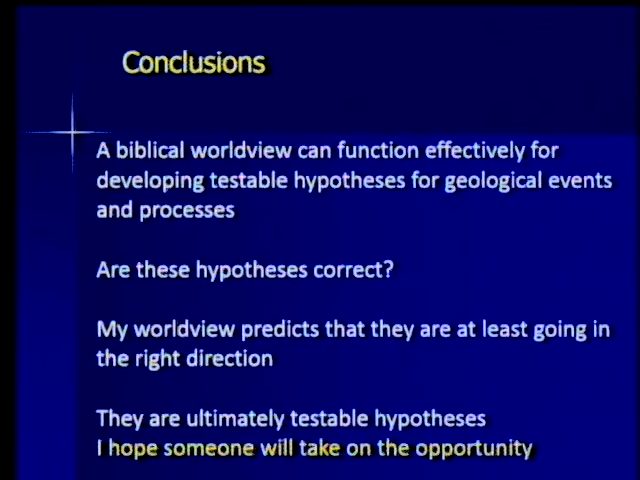 Conclusions
A biblical worldview can function effectively for
developing testable hypotheses for geological events
and processes
Are these hypotheses correct?
My worldview predicts that they are at least going in
the right direction
They are ultimately testable hypotheses
I hope someone will take on the opportunity